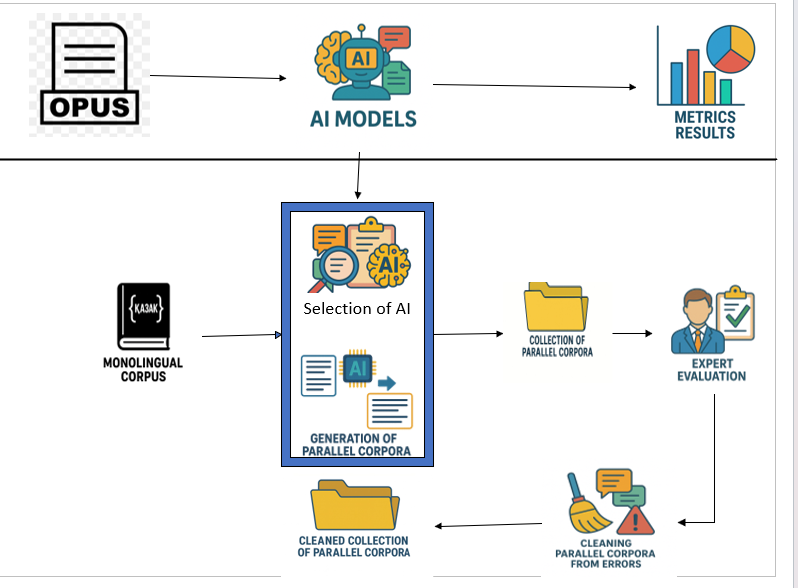 OPUS
AI
AI MODELS
METRICS
RESULTS
AI
Selection of AI
{ҚАЗАҚ}
MONOLINGUAL
CORPUS
AI
GENERATION OF
PARALLEL CORPORA
COLLECTION OF
PARALLEL CORPORA
EXPERT
EVALUATION
CLEANED COLLECTION
OF PARALLEL CORPORA
CLEANING
PARALLEL CORPORA
FROM ERRORS